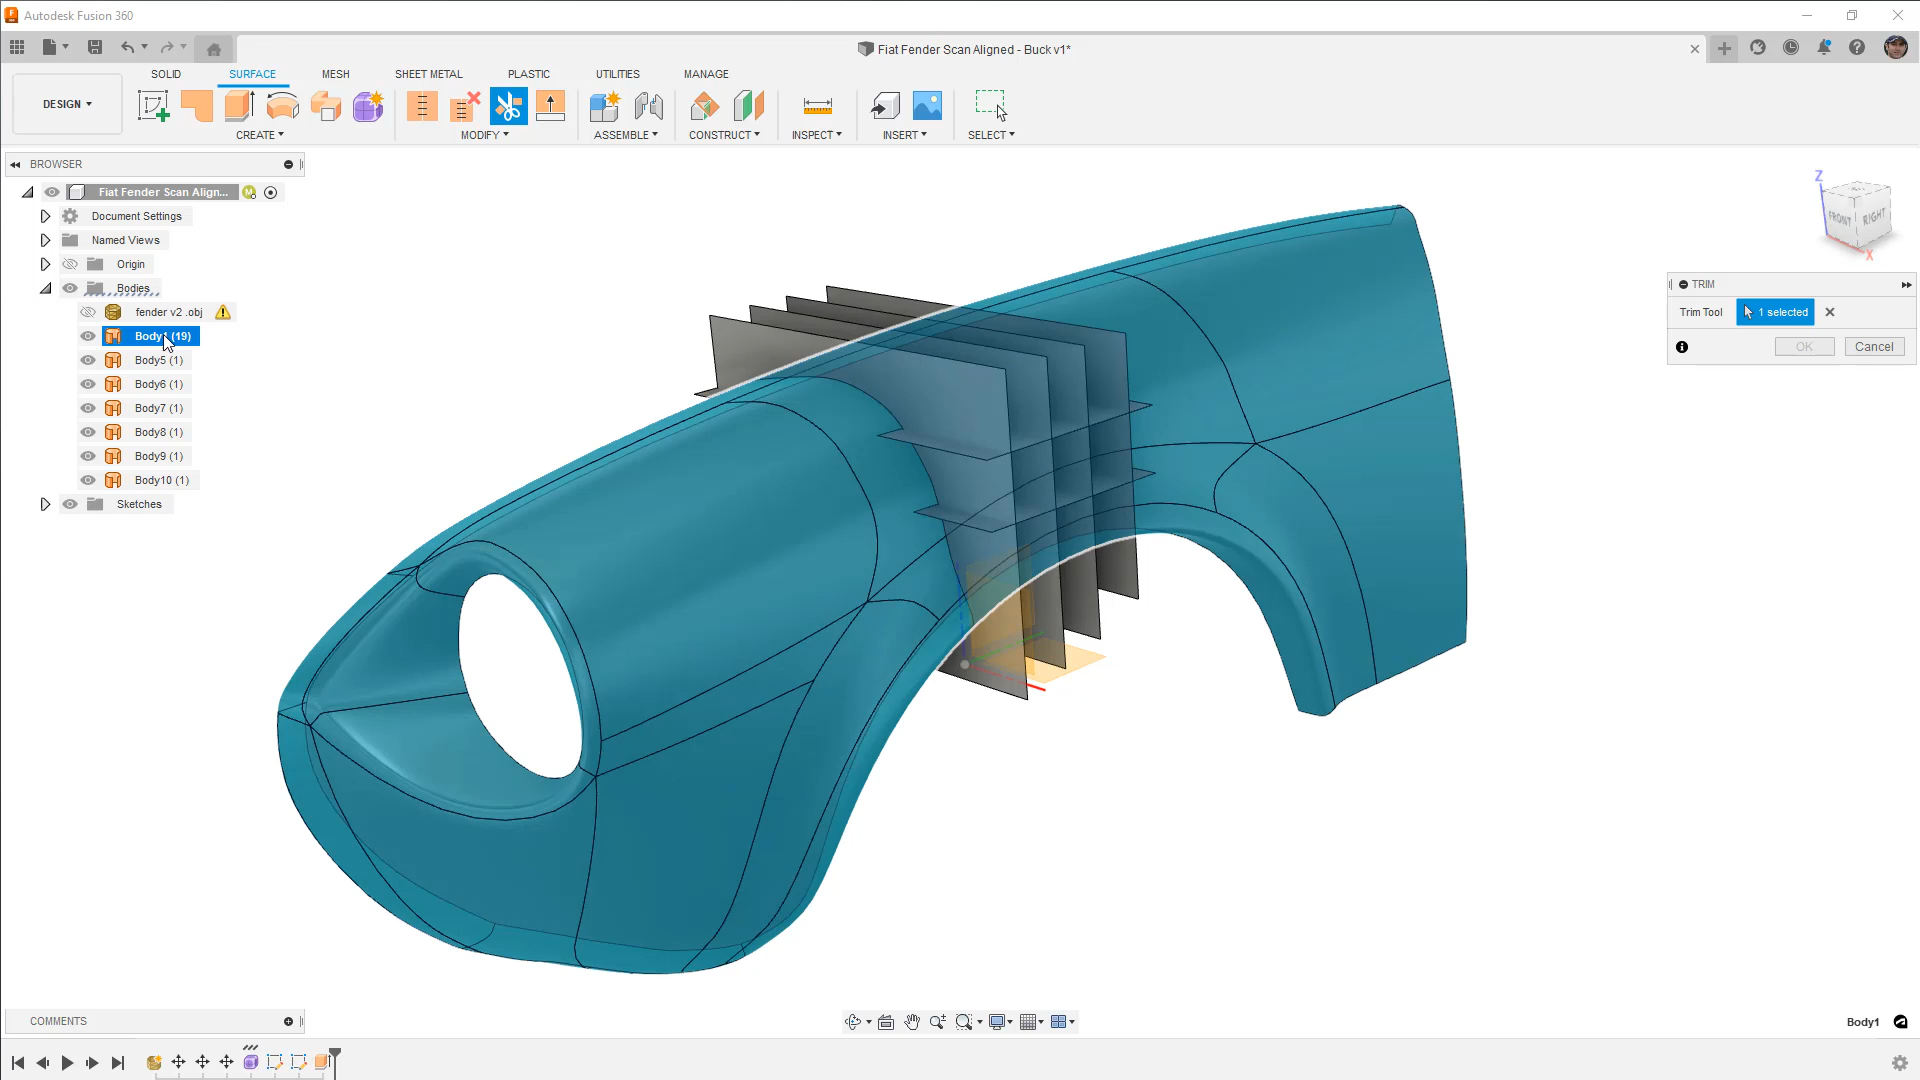 Autodesk Fusion 360
Fiat Fender Scan Aligned - Buck v1*
DESIGN
SOLID
SURFACE
MESH
SHEET METAL
PLASTIC
UTILITIES
MANAGE
CREATE
MODIFY
ASSEMBLE
CONSTRUCT
INSPECT
INSERT
SELECT
BROWSER
Fiat Fender Scan Align...
Document Settings
Named Views
Origin
Bodies
fender v2 .obj
Body1 (19)
Body5 (1)
Body6 (1)
Body7 (1)
Body8 (1)
Body9 (1)
Body10 (1)
Sketches
Z
FRONT
RIGHT
X
TRIM
Trim Tool
1 selected
OK
Cancel
COMMENTS
Body1